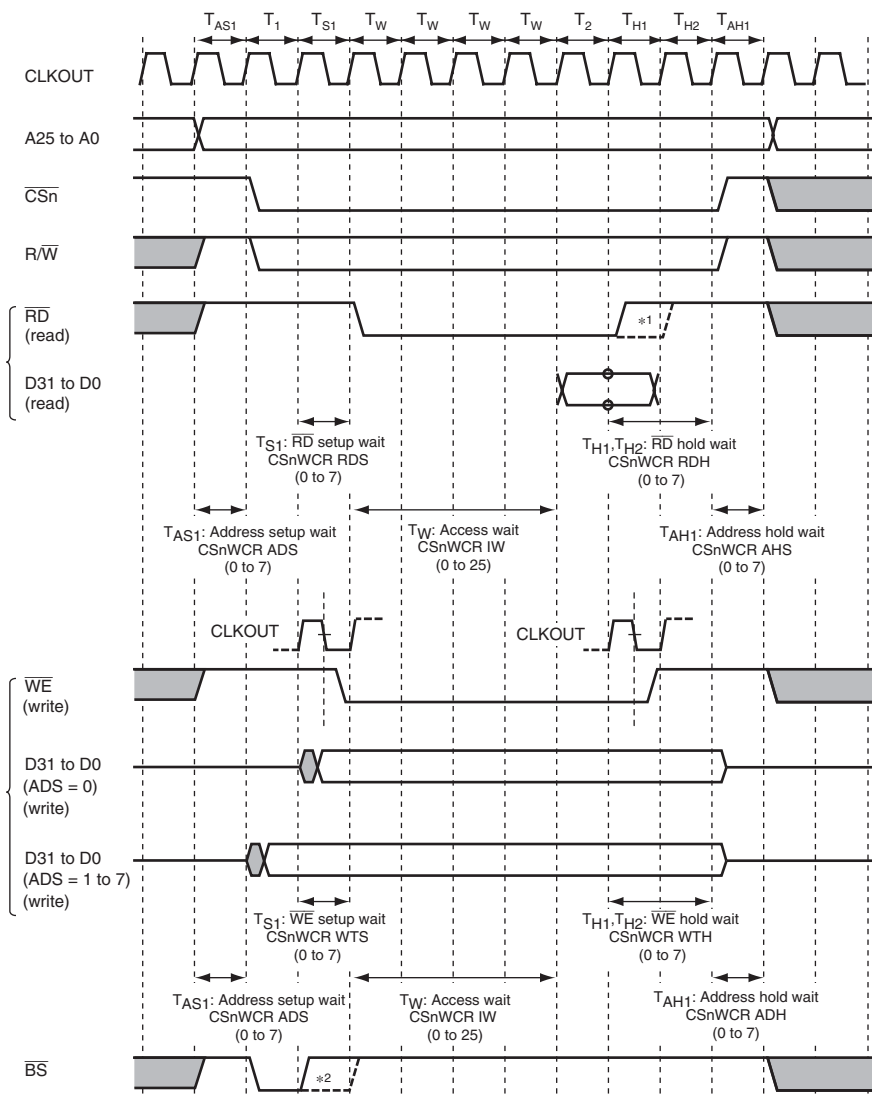 TAS1 T1 TS1 TW TW TW TW T2 TH1 TH2 TAH1
CLKOUT
A25 to A0
CSn
R/W
RD
(read)
*1
D31 to D0
(read)
TS1: RD setup wait
CSnWCR RDS
(0 to 7)
TH1,TH2: RD hold wait
CSnWCR RDH
(0 to 7)
TAS1: Address setup wait
CSnWCR ADS
(0 to 7)
TW: Access wait
CSnWCR IW
(0 to 25)
TAH1: Address hold wait
CSnWCR AHS
(0 to 7)
CLKOUT
CLKOUT
WE
(write)
D31 to D0
(ADS = 0)
(write)
D31 to D0
(ADS = 1 to 7)
(write)
TS1: WE setup wait
CSnWCR WTS
(0 to 7)
TH1,TH2: WE hold wait
CSnWCR WTH
(0 to 7)
TAS1: Address setup wait
CSnWCR ADS
(0 to 7)
TW: Access wait
CSnWCR IW
(0 to 25)
TAH1: Address hold wait
CSnWCR ADH
(0 to 7)
BS
*2